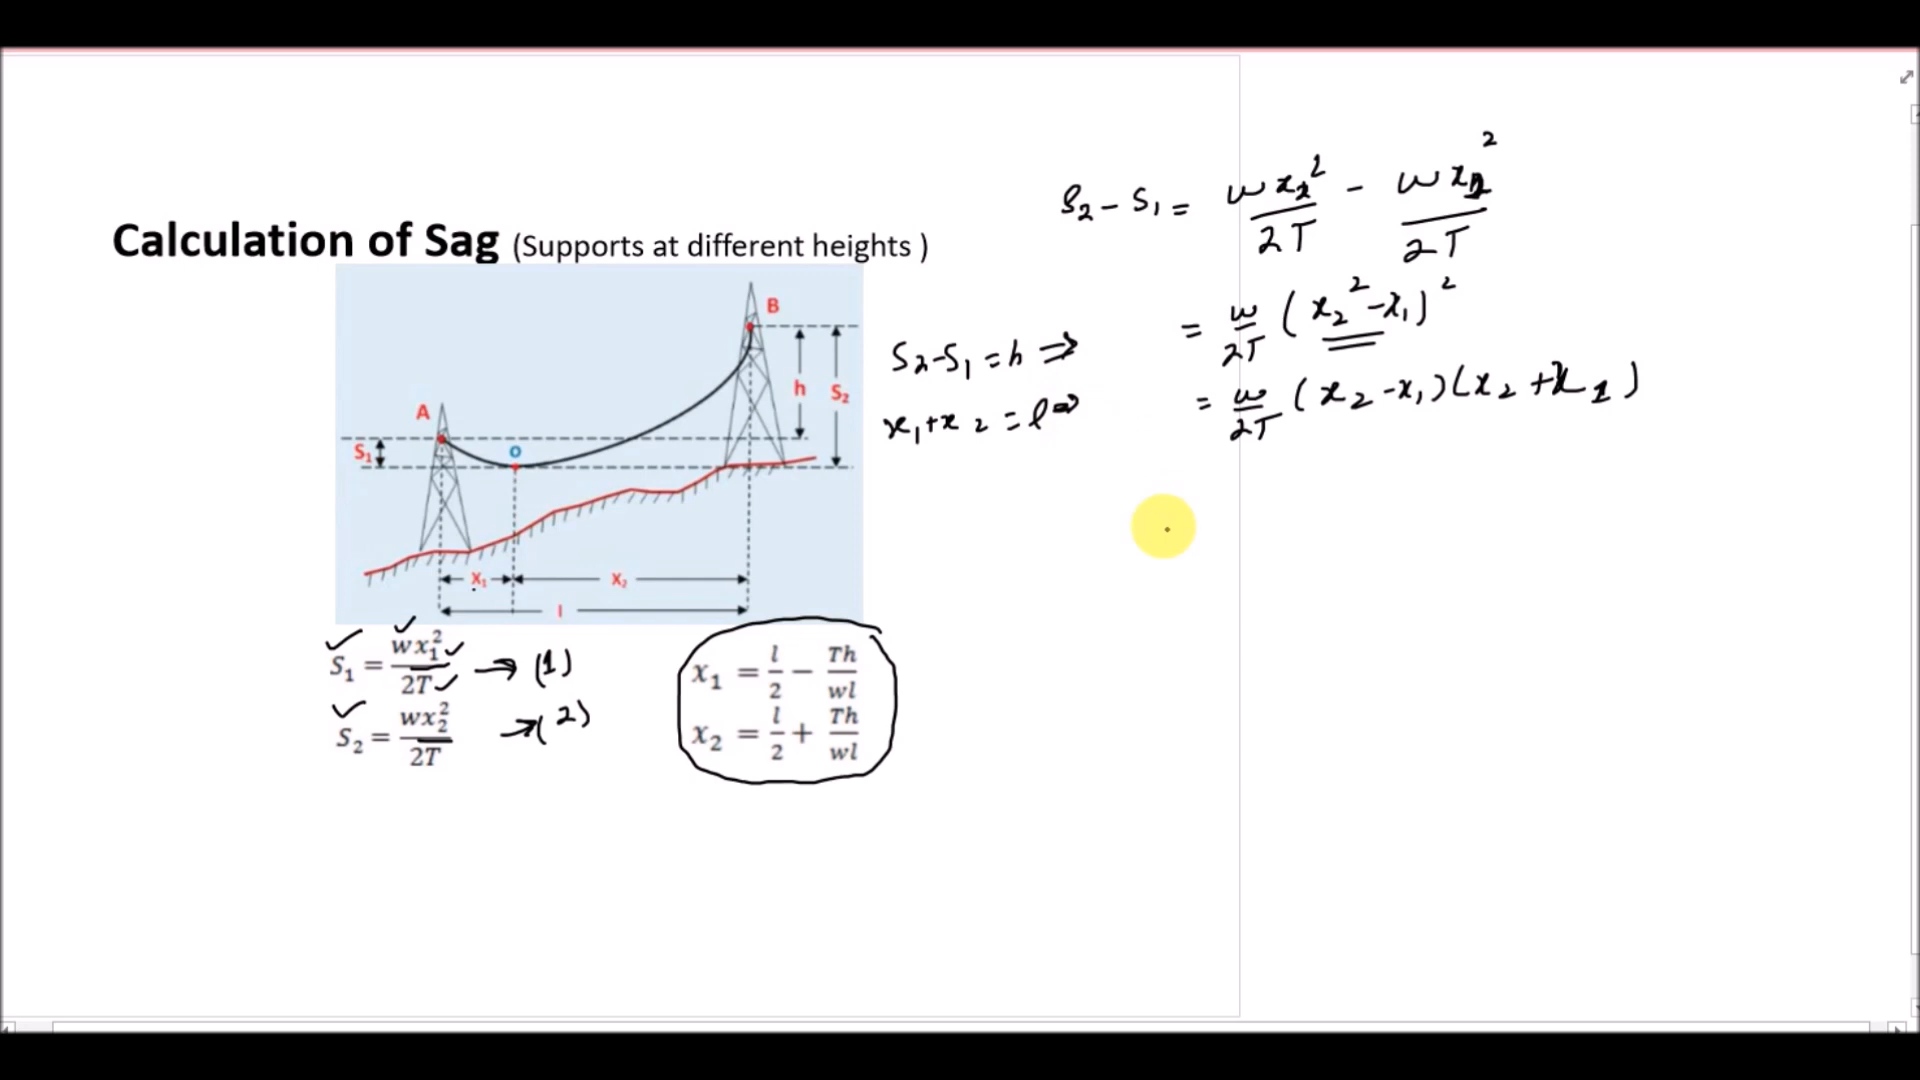 Calculation of Sag (Supports at different heights )
B
A
h
S₂
S₁
O
X₁
X₂
l
S₁ = wx₁²/2T → (1)
S₂ = wx₂²/2T → (2)
x₁ = l/2 − Th/wl
x₂ = l/2 + Th/wl
S₂ − S₁ = wx₂²/2T − wx₁²/2T
= w/2T (x₂² − x₁)²
S₂ − S₁ = h ⇒
= w/2T (x₂ − x₁)(x₂ + x₁)
x₁ + x₂ = l ⇒